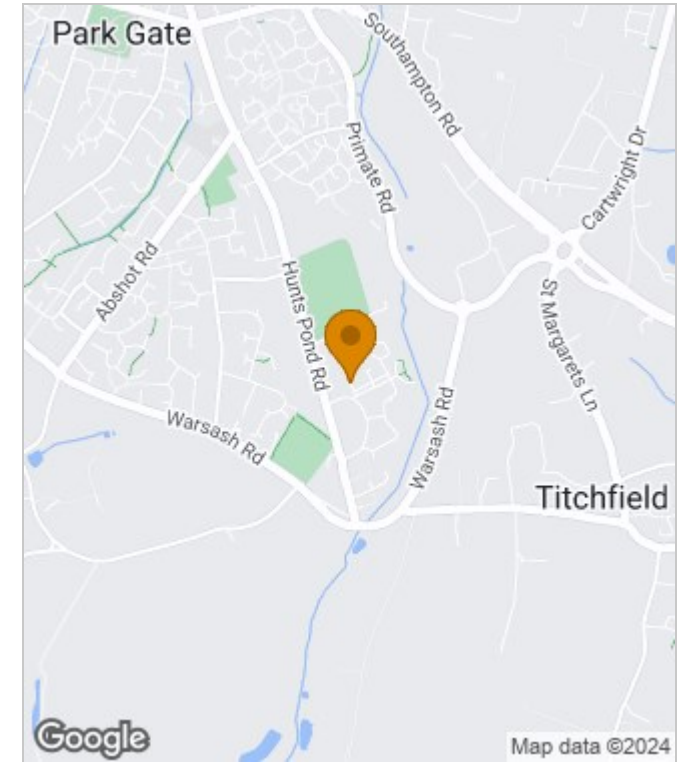 Park Gate
Southampton Rd
Primate Rd
Cartwright Dr
Abshot Rd
Hunts Pond Rd
St Margarets Ln
Warsash Rd
Warsash Rd
Titchfield
Google
Map data ©2024